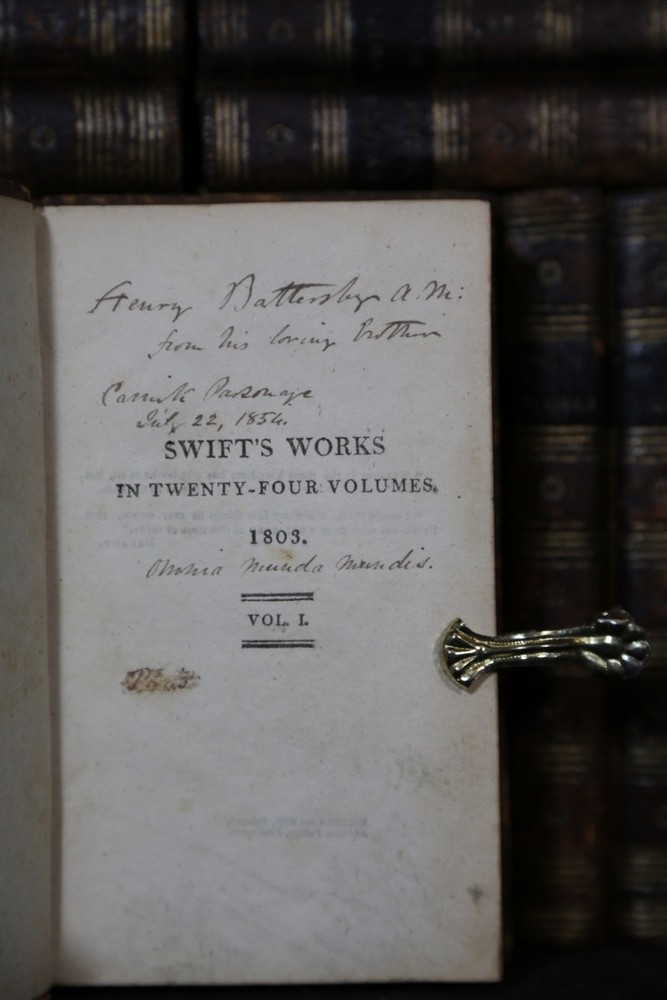 Henry Battersby A.M:
from his loving brother
Parsonage
July 22, 1854.
SWIFT'S WORKS
IN TWENTY-FOUR VOLUMES.
1803.
Omnia munda mundis.
VOL. I.